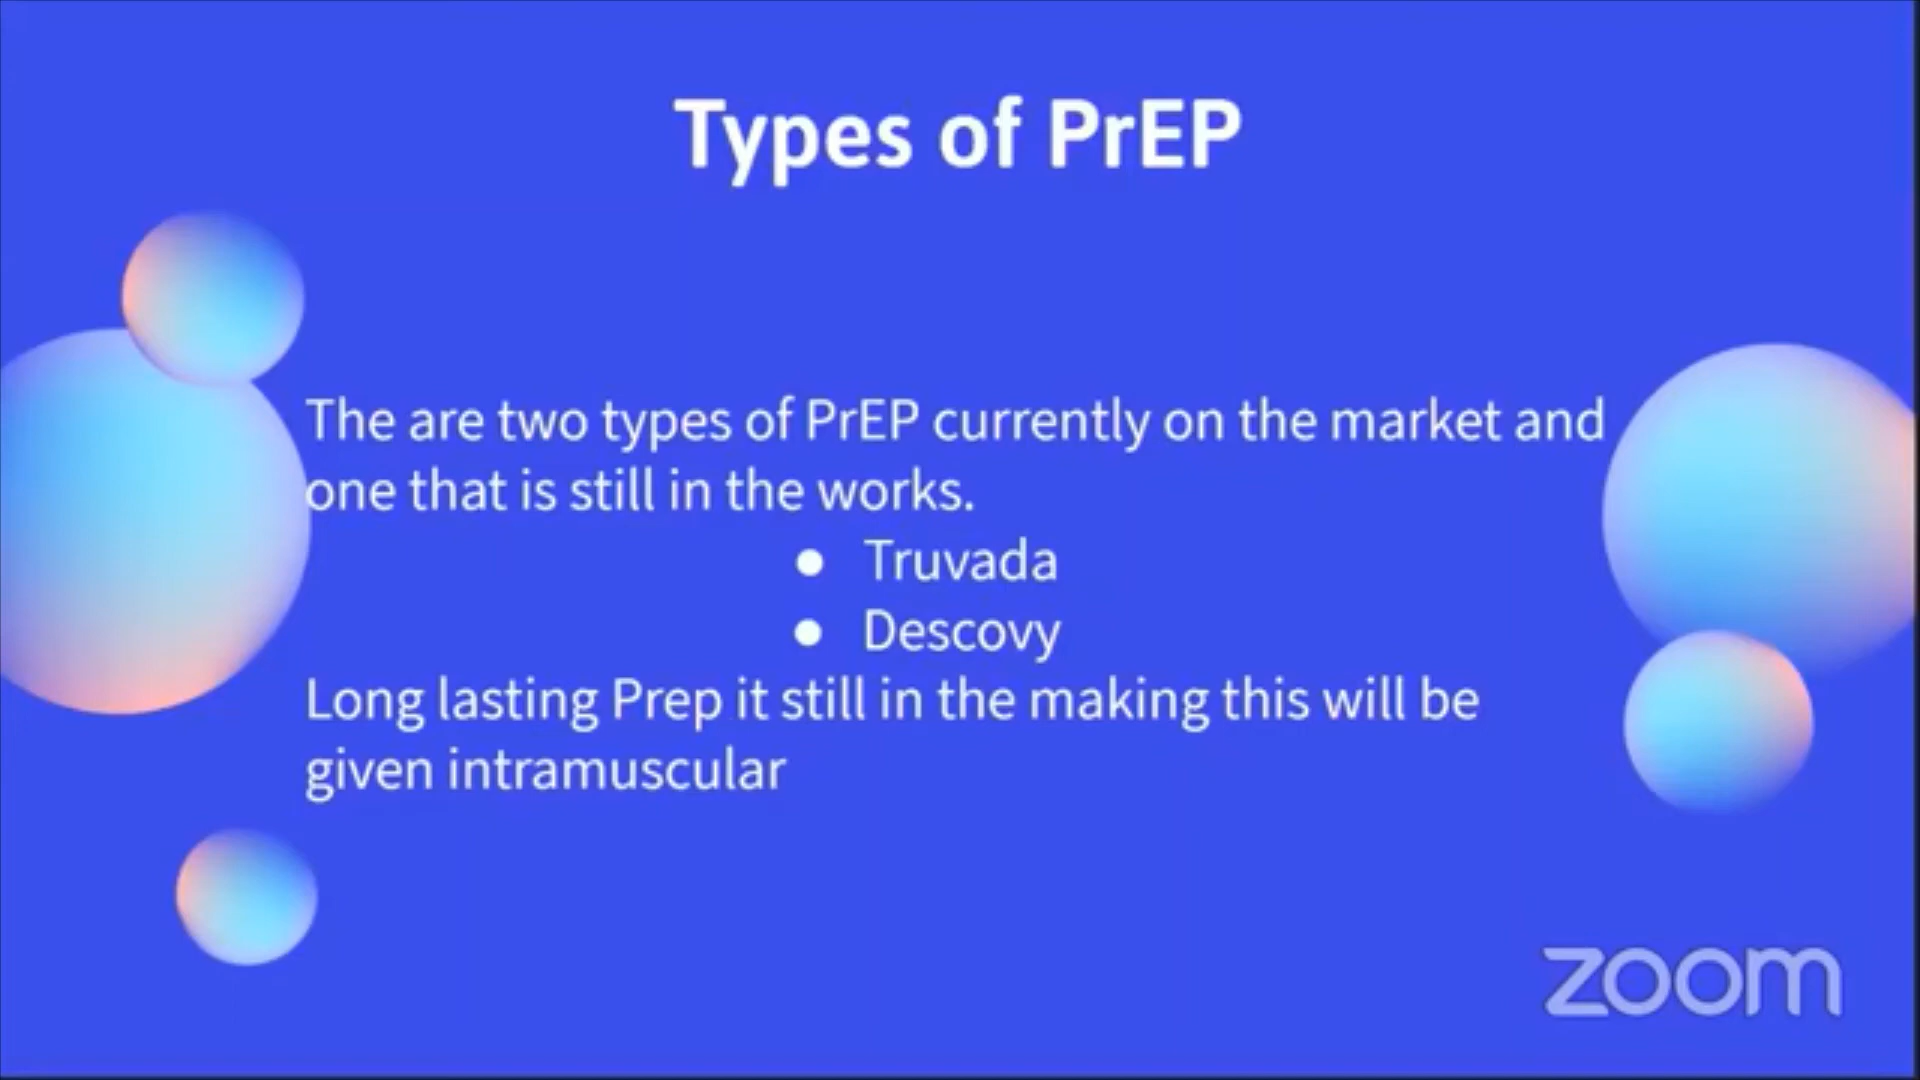 Types of PrEP
The are two types of PrEP currently on the market and
one that is still in the works.
● Truvada
● Descovy
Long lasting Prep it still in the making this will be
given intramuscular
zoom